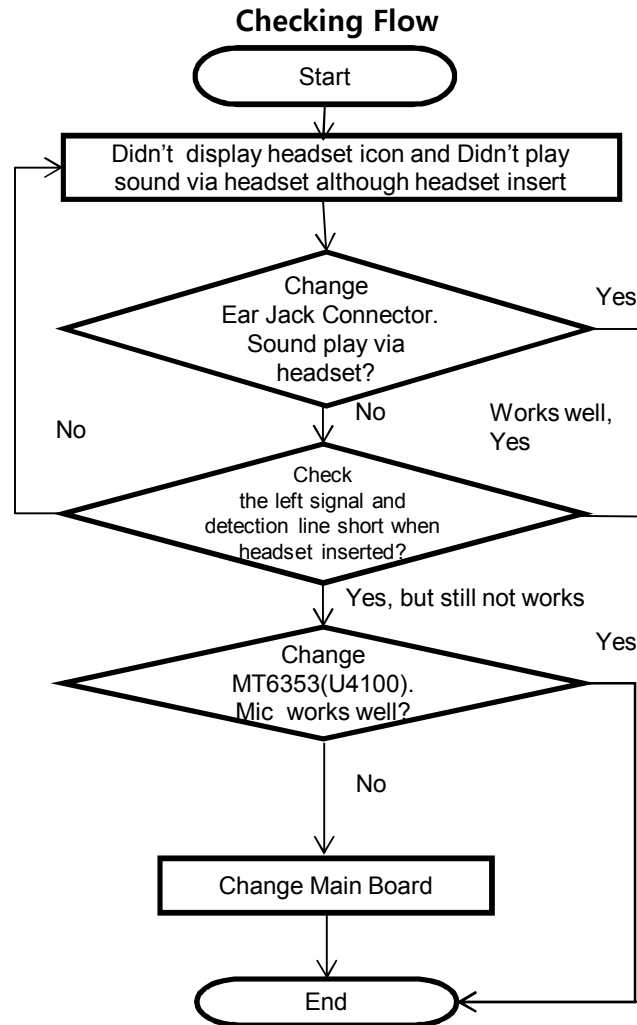 Checking Flow
Start
Didn't display headset icon and Didn't play
sound via headset although headset insert
Change
Ear Jack Connector.
Sound play via
headset?
Yes
No
Works well,
Yes
No
Check
the left signal and
detection line short when
headset inserted?
Yes, but still not works
Change
MT6353(U4100).
Mic works well?
Yes
No
Change Main Board
End